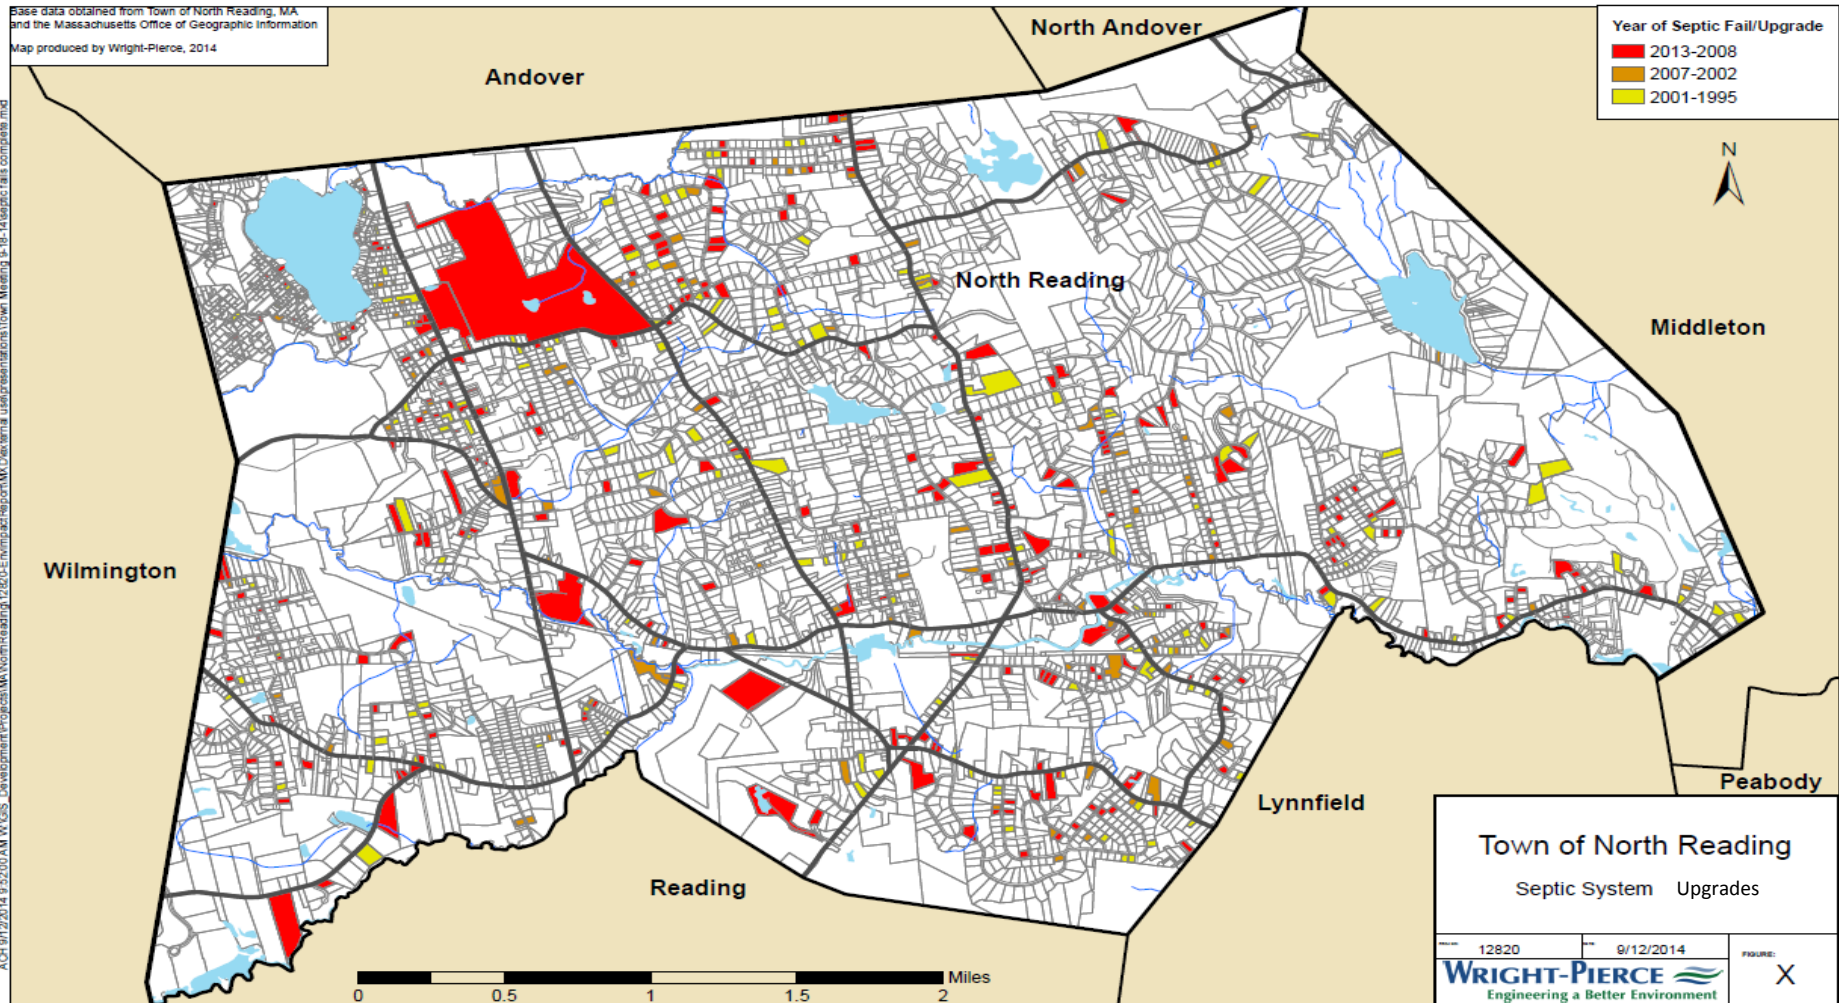 Base data obtained from Town of North Reading, MA
and the Massachusetts Office of Geographic Information
Map produced by Wright-Pierce, 2014
North Andover
Andover
Year of Septic Fail/Upgrade
2013-2008
2007-2002
2001-1995
N
North Reading
Middleton
Wilmington
Peabody
Lynnfield
Reading
Miles
0 0.5 1 1.5 2
Town of North Reading
Septic System Upgrades
12820
9/12/2014
FIGURE:
X
WRIGHT-PIERCE
Engineering a Better Environment